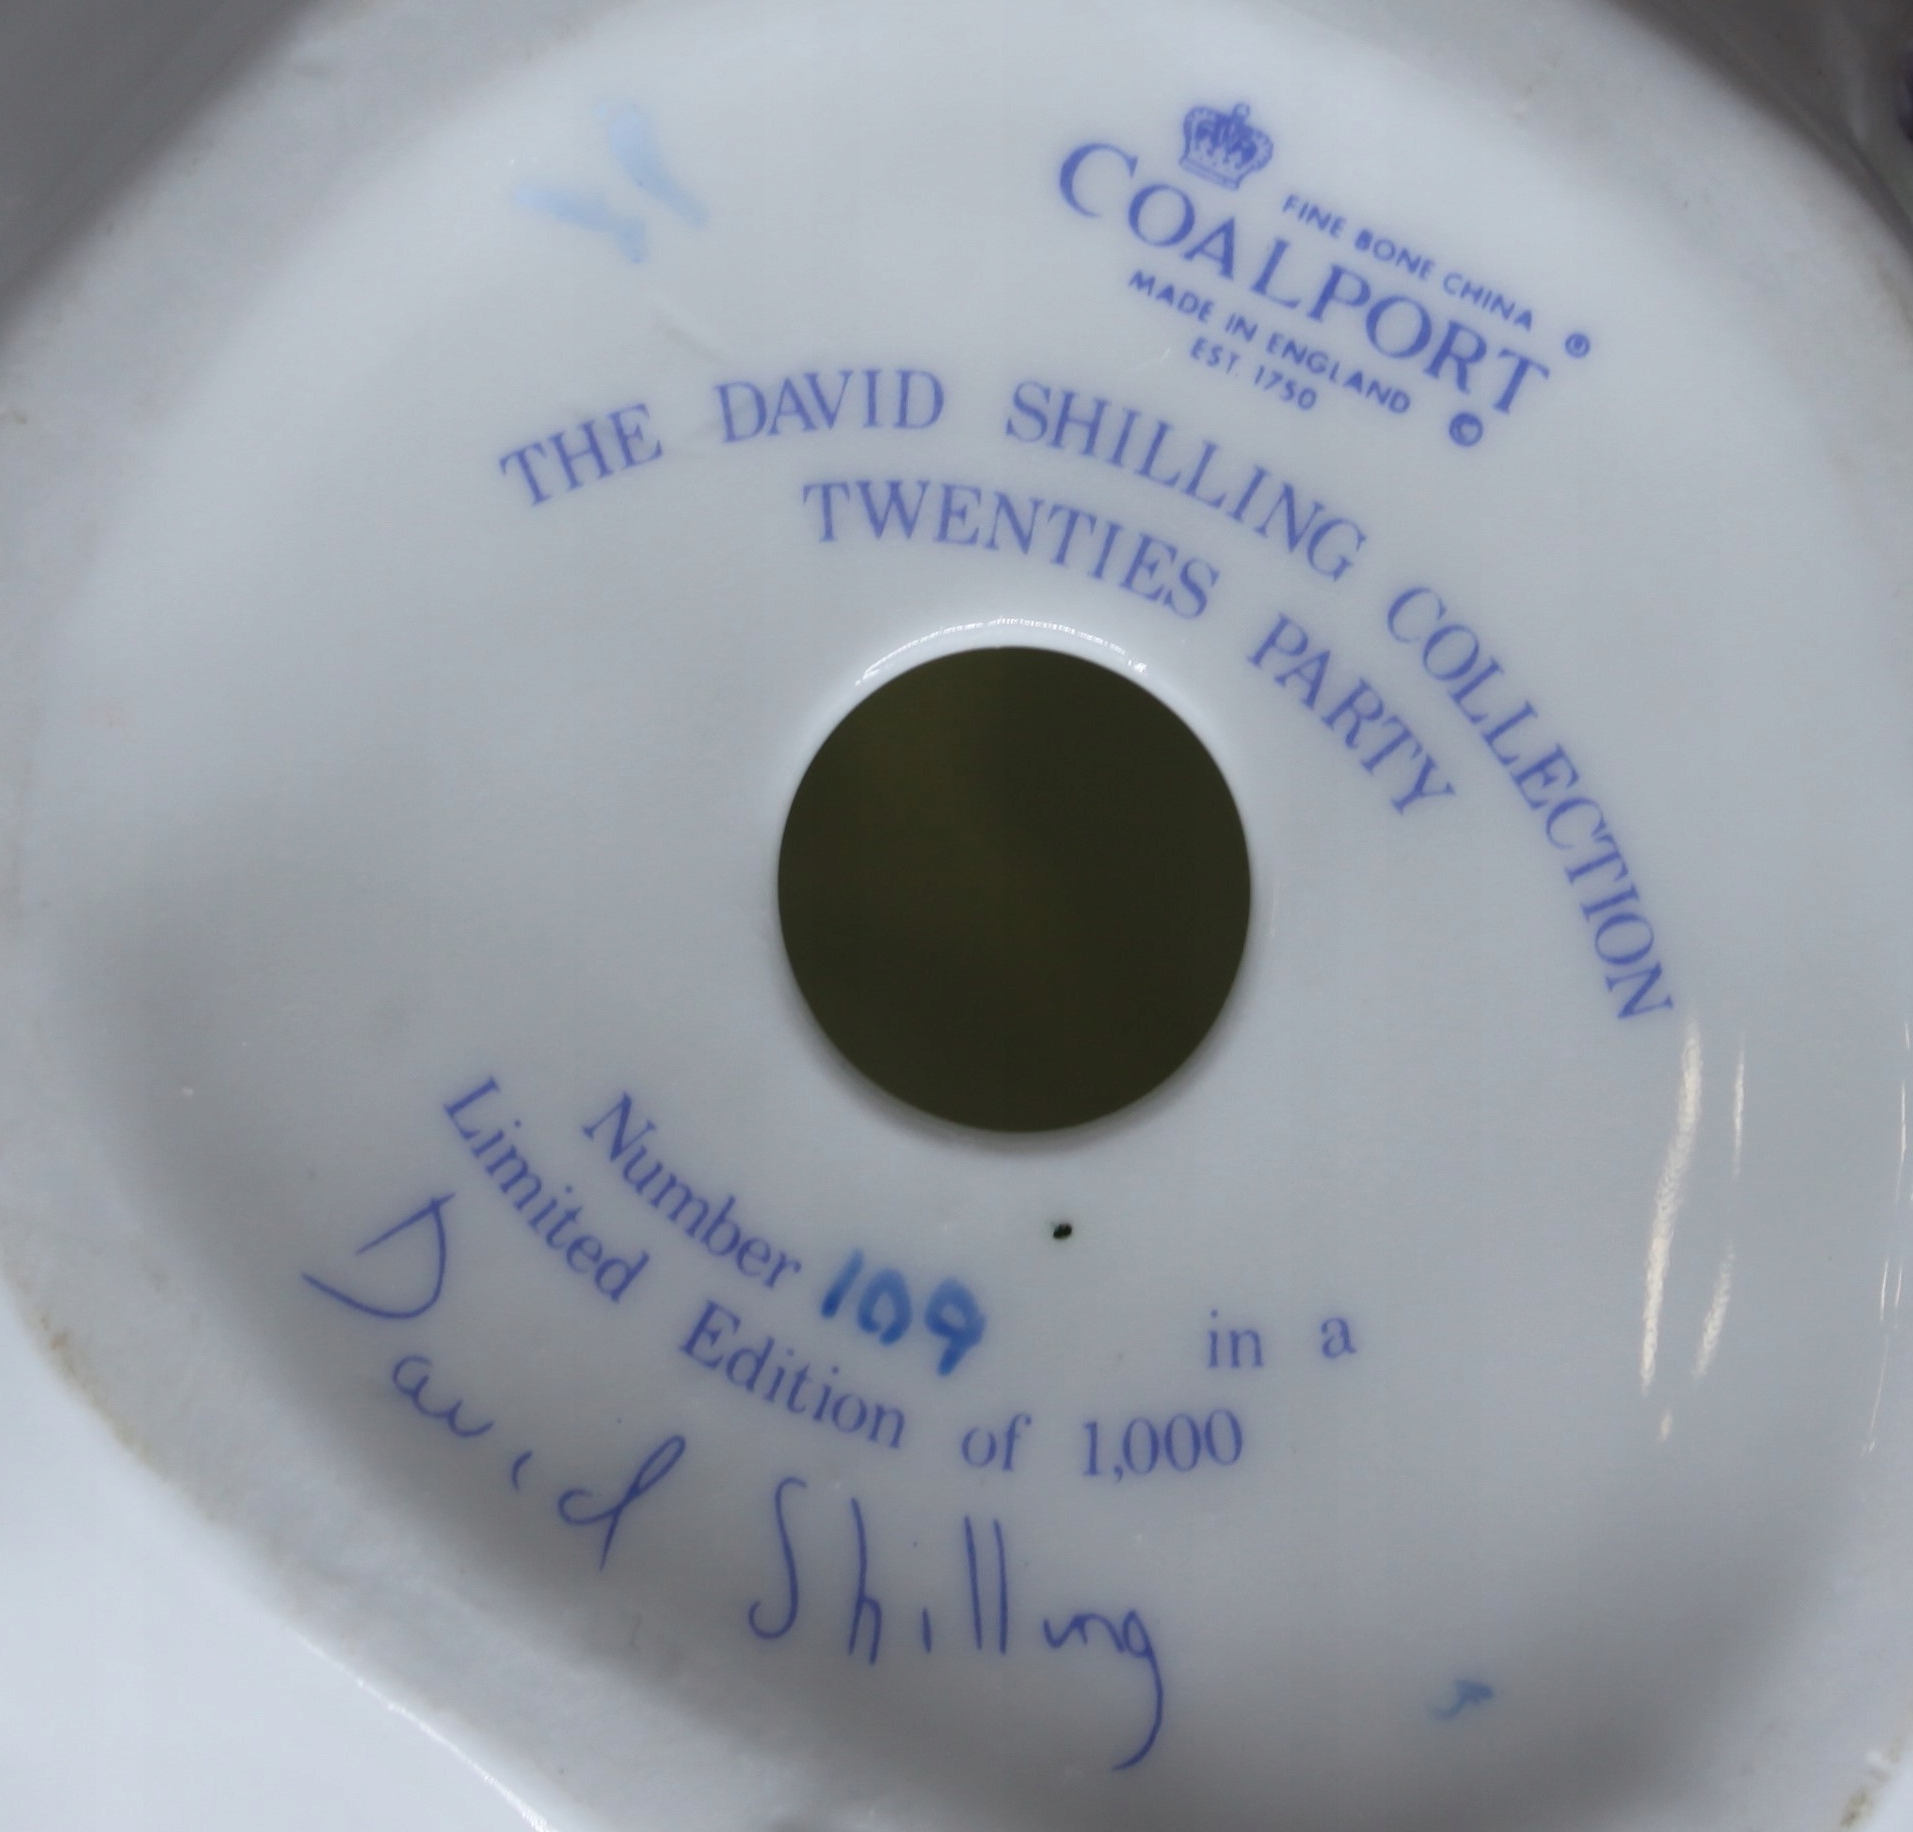 FINE BONE CHINA
COALPORT ®
MADE IN ENGLAND ©
EST. 1750
THE DAVID SHILLING COLLECTION
TWENTIES PARTY
Number 109 in a
Limited Edition of 1,000
David Shilling